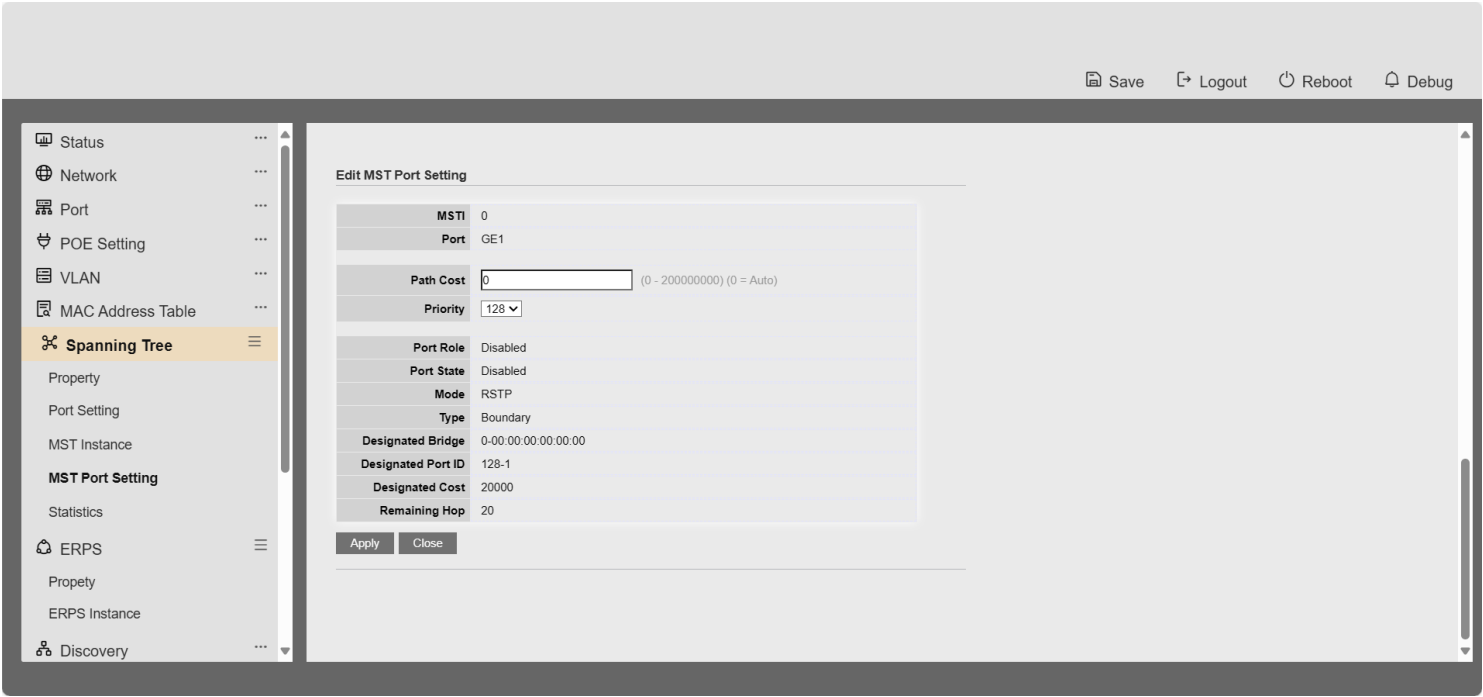 Save Logout Reboot Debug
Status
Network
Port
POE Setting
VLAN
MAC Address Table
Spanning Tree
Property
Port Setting
MST Instance
MST Port Setting
Statistics
ERPS
Propety
ERPS Instance
Discovery
Edit MST Port Setting
MSTI 0
Port GE1
Path Cost 0 (0 - 200000000) (0 = Auto)
Priority 128
Port Role Disabled
Port State Disabled
Mode RSTP
Type Boundary
Designated Bridge 0-00:00:00:00:00:00
Designated Port ID 128-1
Designated Cost 20000
Remaining Hop 20
Apply Close